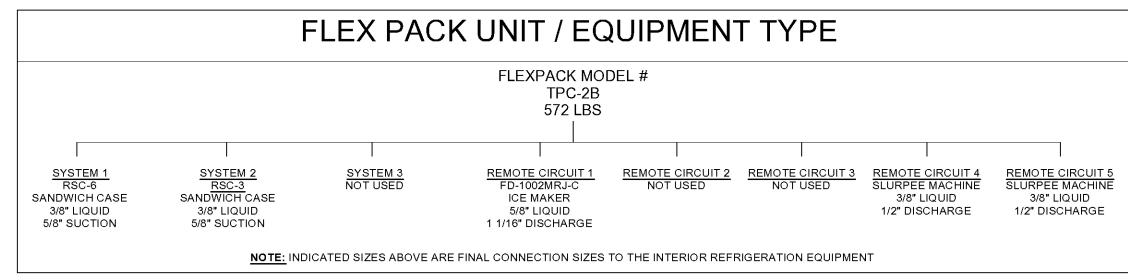 FLEX PACK UNIT / EQUIPMENT TYPE
FLEXPACK MODEL #
TPC-2B
572 LBS
SYSTEM 1
RSC-6
SANDWICH CASE
3/8" LIQUID
5/8" SUCTION
SYSTEM 2
RSC-3
SANDWICH CASE
3/8" LIQUID
5/8" SUCTION
SYSTEM 3
NOT USED
REMOTE CIRCUIT 1
FD-1002MRJ-C
ICE MAKER
5/8" LIQUID
1 1/16" DISCHARGE
REMOTE CIRCUIT 2
NOT USED
REMOTE CIRCUIT 3
NOT USED
REMOTE CIRCUIT 4
SLURPEE MACHINE
3/8" LIQUID
1/2" DISCHARGE
REMOTE CIRCUIT 5
SLURPEE MACHINE
3/8" LIQUID
1/2" DISCHARGE
NOTE: INDICATED SIZES ABOVE ARE FINAL CONNECTION SIZES TO THE INTERIOR REFRIGERATION EQUIPMENT